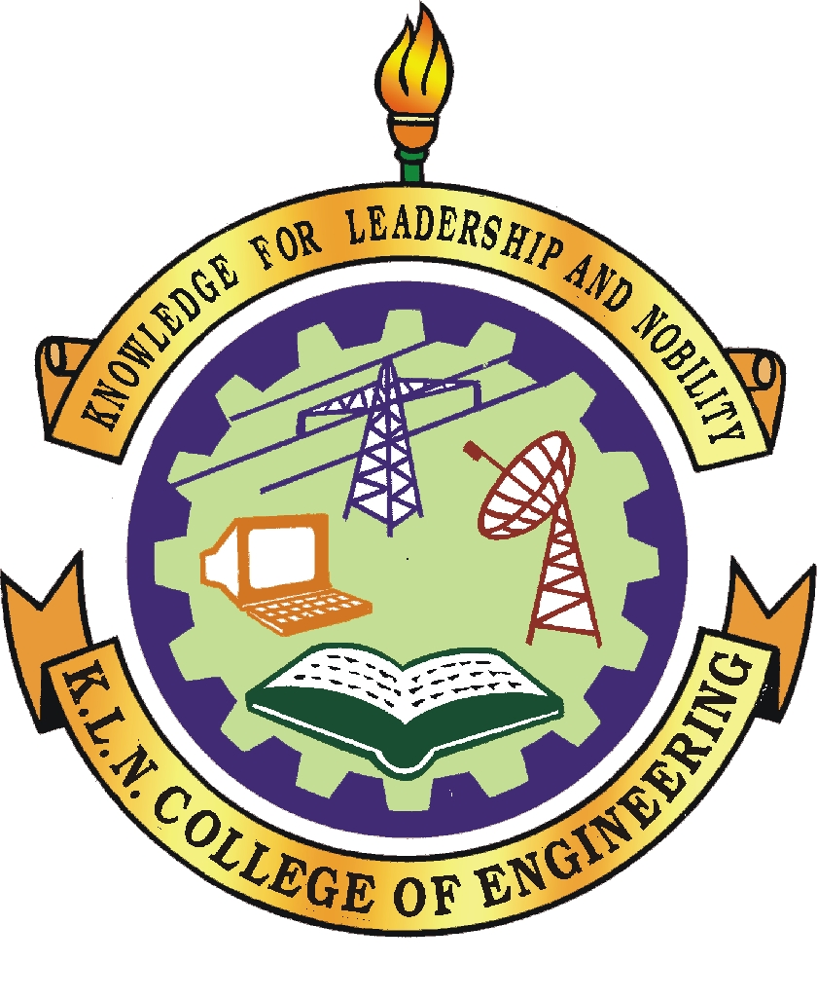 KNOWLEDGE FOR LEADERSHIP AND NOBILITY
K.L.N. COLLEGE OF ENGINEERING